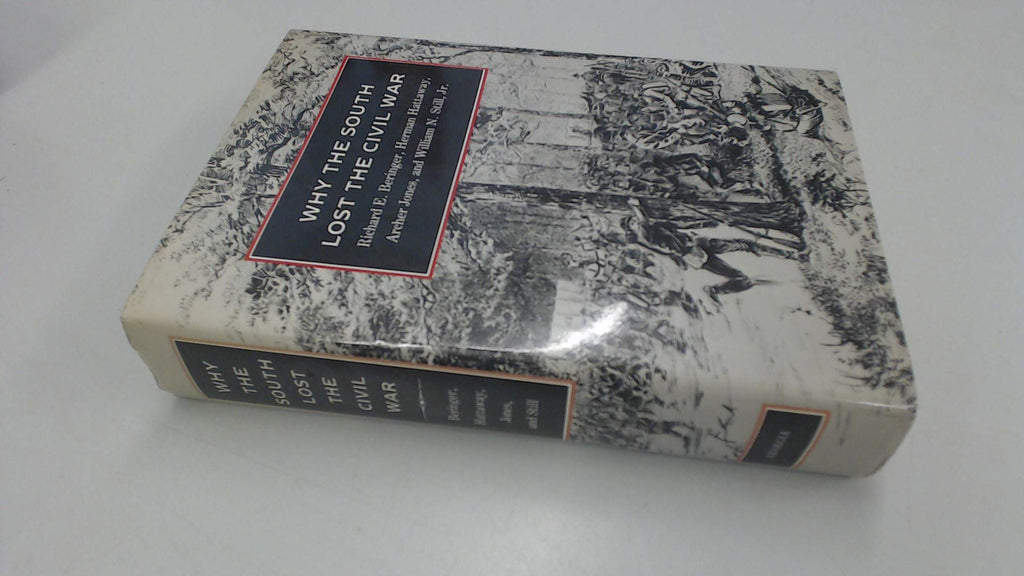 WHY THE SOUTH
LOST THE CIVIL WAR
Richard E. Beringer, Herman Hattaway,
Archer Jones, and William N. Still, Jr.
WHY
THE
SOUTH
LOST
THE
CIVIL
WAR
Beringer,
Hattaway,
Jones,
and Still
GEORGIA